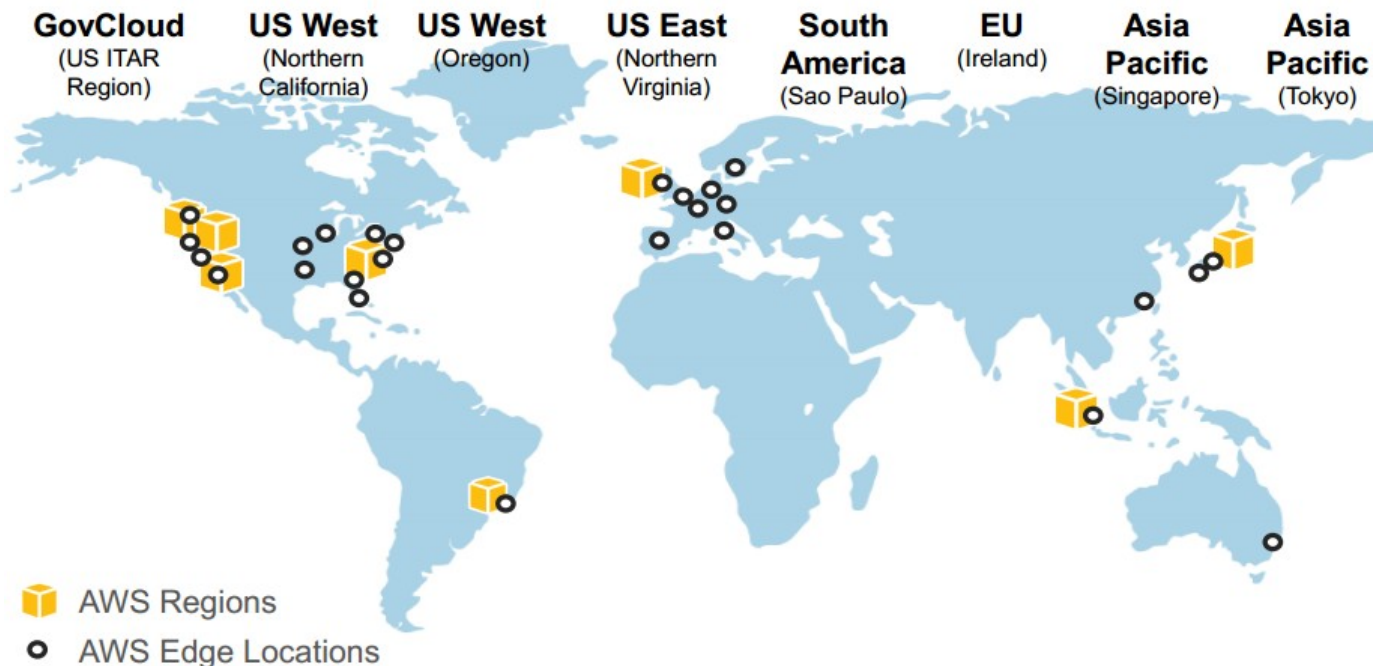 GovCloud
(US ITAR
Region)
US West
(Northern
California)
US West
(Oregon)
US East
(Northern
Virginia)
South
America
(Sao Paulo)
EU
(Ireland)
Asia
Pacific
(Singapore)
Asia
Pacific
(Tokyo)
AWS Regions
AWS Edge Locations